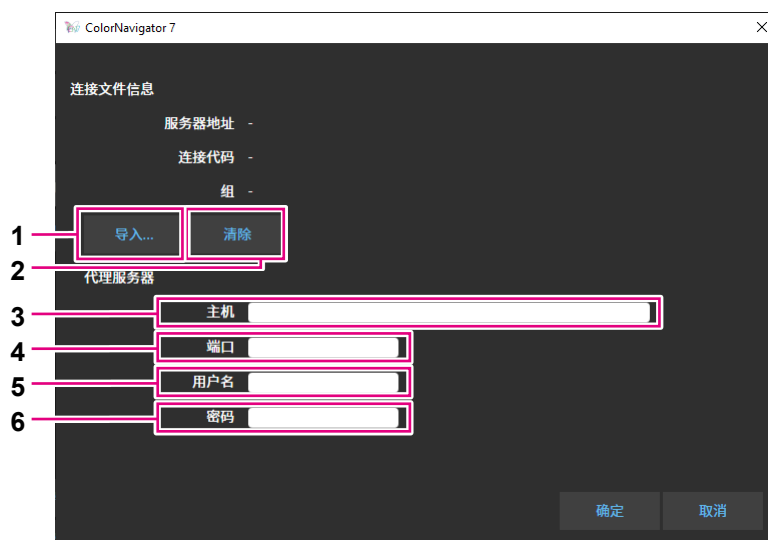 ColorNavigator 7
连接文件信息
服务器地址 -
连接代码 -
组 -
1 导入... 清除
2
代理服务器
3 主机
4 端口
5 用户名
6 密码
确定 取消